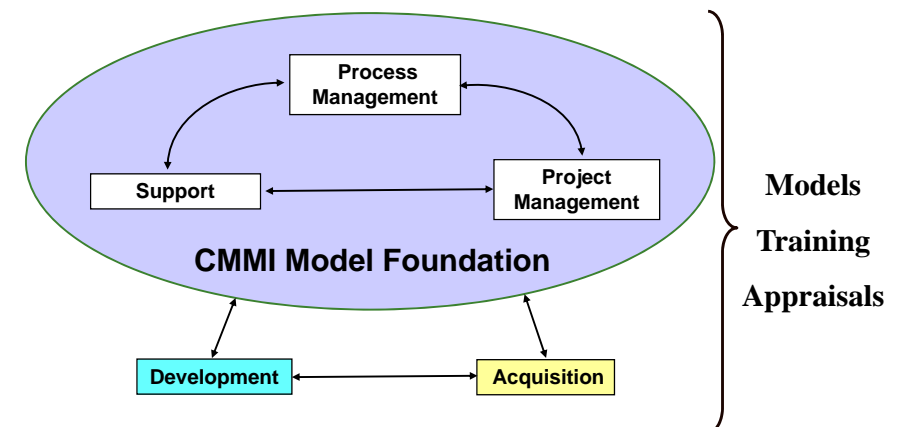 Process
Management
Support
Project
Management
CMMI Model Foundation
Development
Acquisition
Models
Training
Appraisals